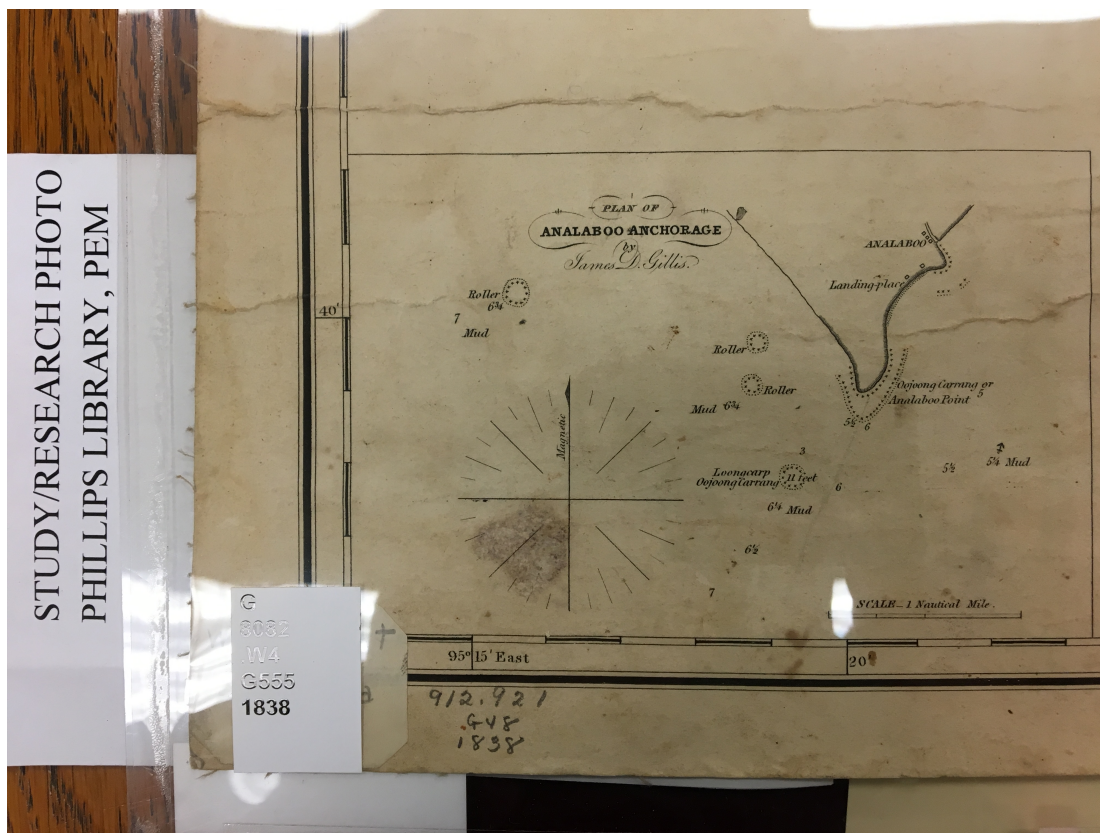 STUDY/RESEARCH PHOTO
PHILLIPS LIBRARY, PEM
PLAN OF
ANALABOO ANCHORAGE
by
James D. Gillis.
ANALABOO
Landing-place
Roller
6¾
7
Mud
40'
Roller
Roller
Mud 6¾
Oojoong Carrang or
Analaboo Point
5
5½
6
Magnetic
3
Loongcarp
Oojoong Carrang
11 feet
6
5½
5¼ Mud
6¼ Mud
6½
7
SCALE_1 Nautical Mile.
95° 15' East
20'
G
8082
.W4
G555
1838
912.921
G48
1838